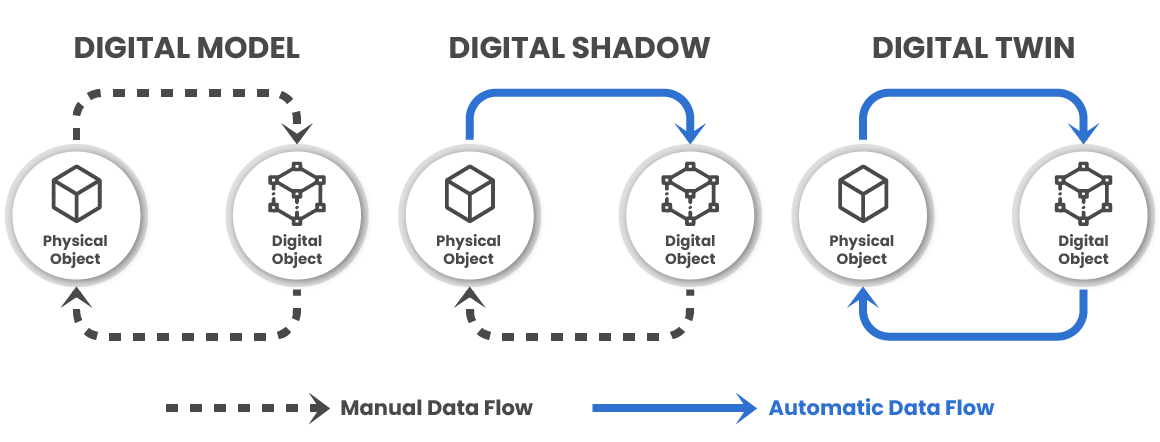 DIGITAL MODEL
DIGITAL SHADOW
DIGITAL TWIN
Physical
Object
Digital
Object
Physical
Object
Digital
Object
Physical
Object
Digital
Object
Manual Data Flow
Automatic Data Flow